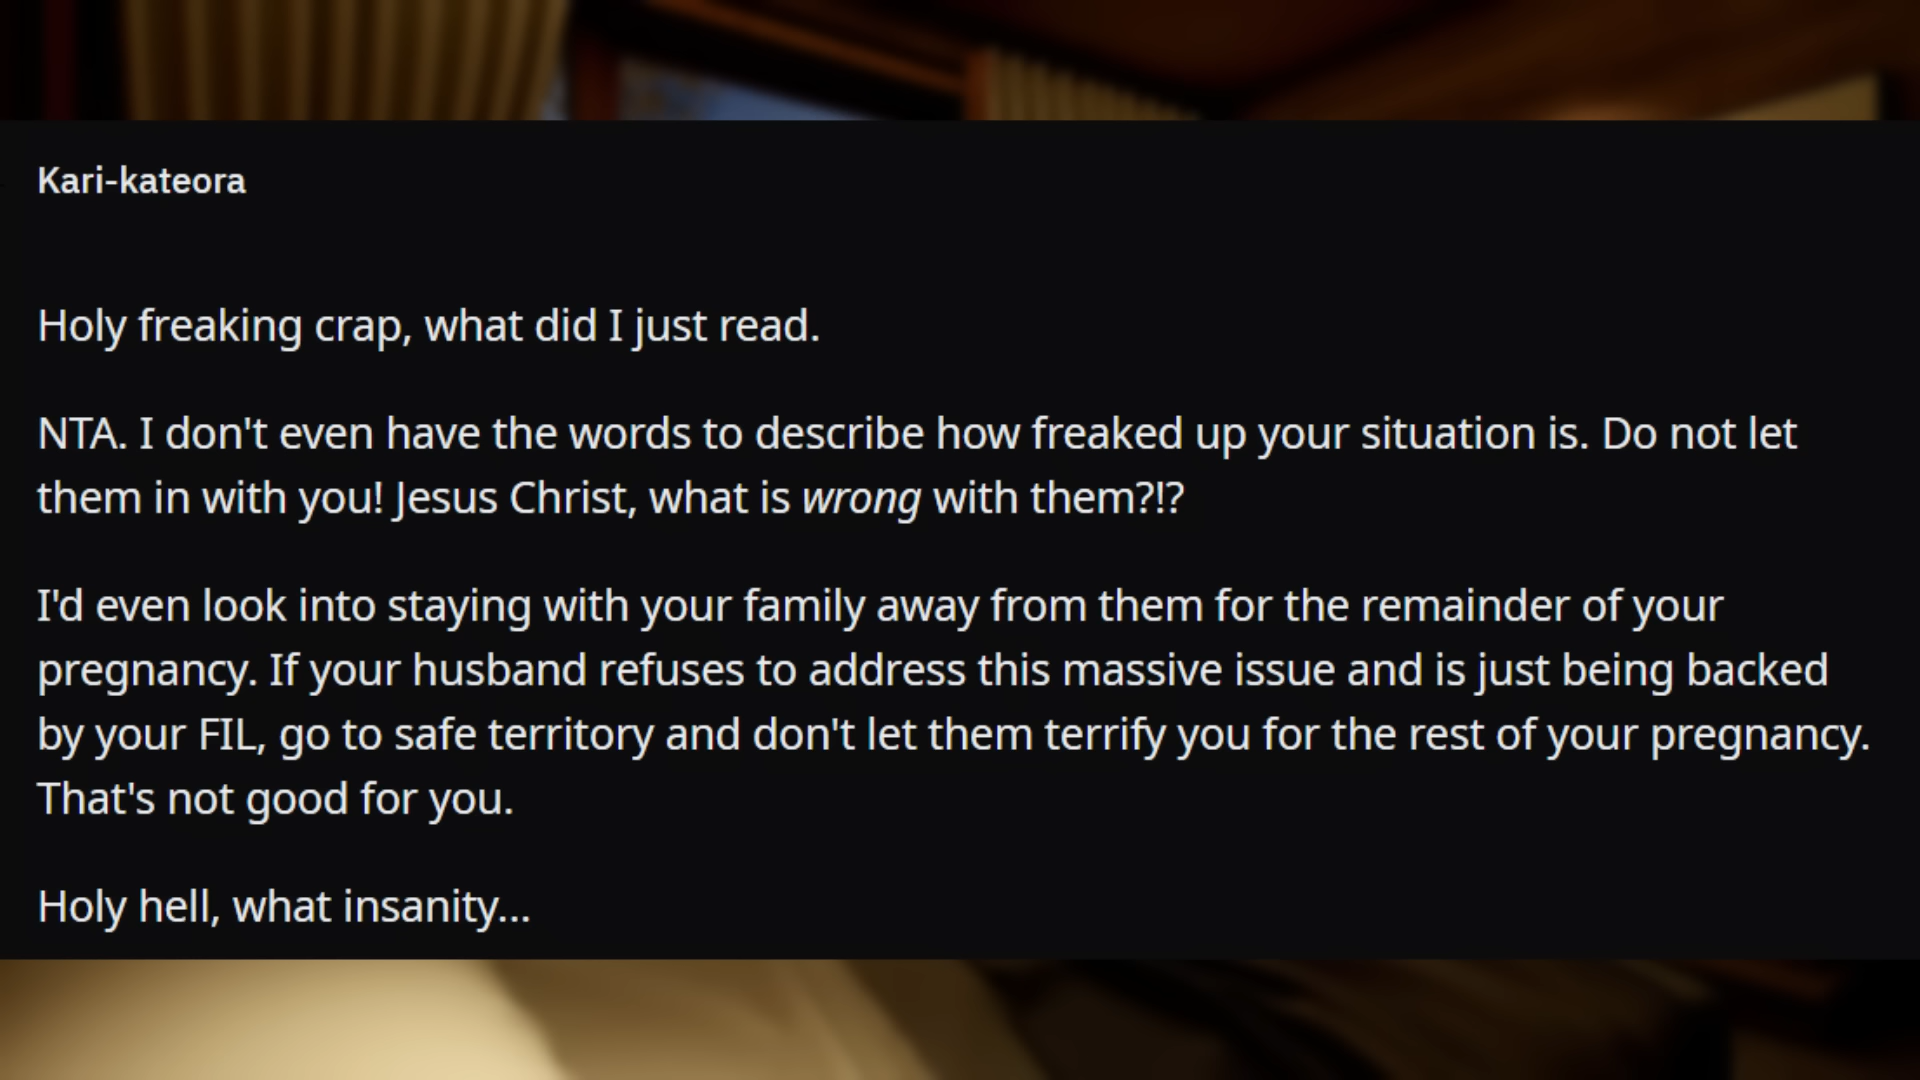 Kari-kateora
Holy freaking crap, what did I just read.
NTA. I don't even have the words to describe how freaked up your situation is. Do not let
them in with you! Jesus Christ, what is wrong with them?!?
I'd even look into staying with your family away from them for the remainder of your
pregnancy. If your husband refuses to address this massive issue and is just being backed
by your FIL, go to safe territory and don't let them terrify you for the rest of your pregnancy.
That's not good for you.
Holy hell, what insanity...